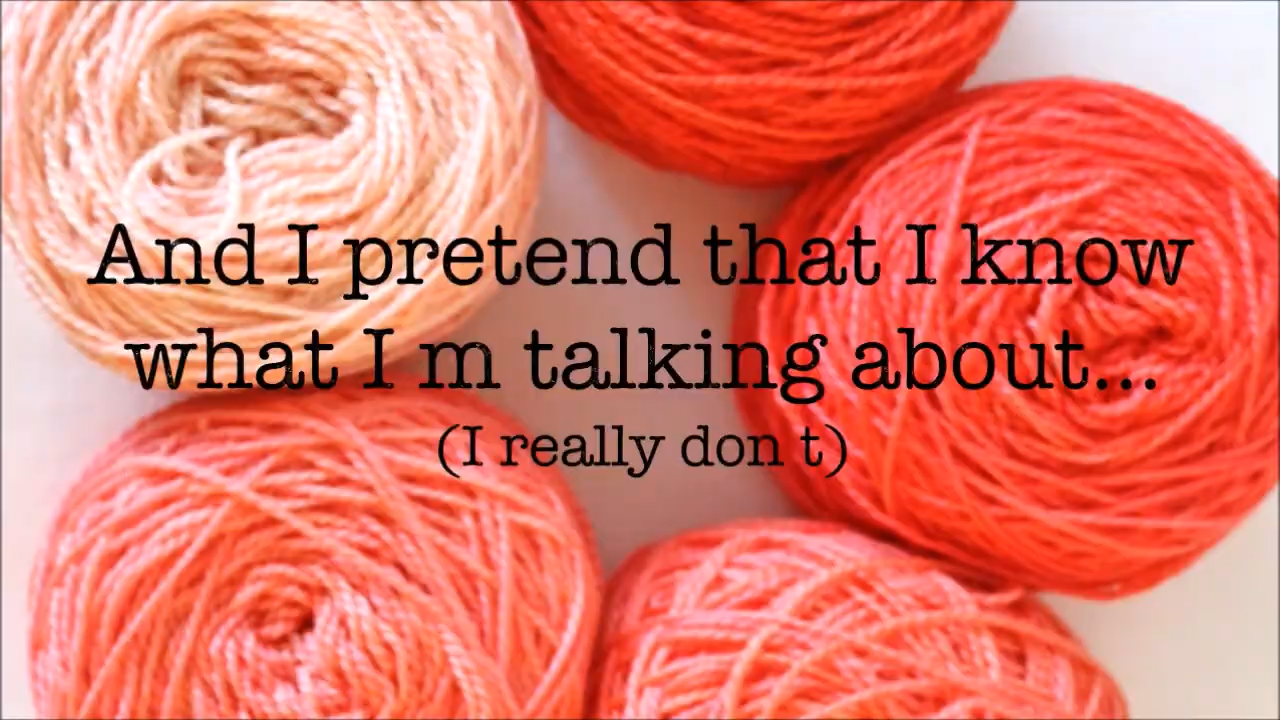 And I pretend that I know
what I m talking about...
(I really don t)